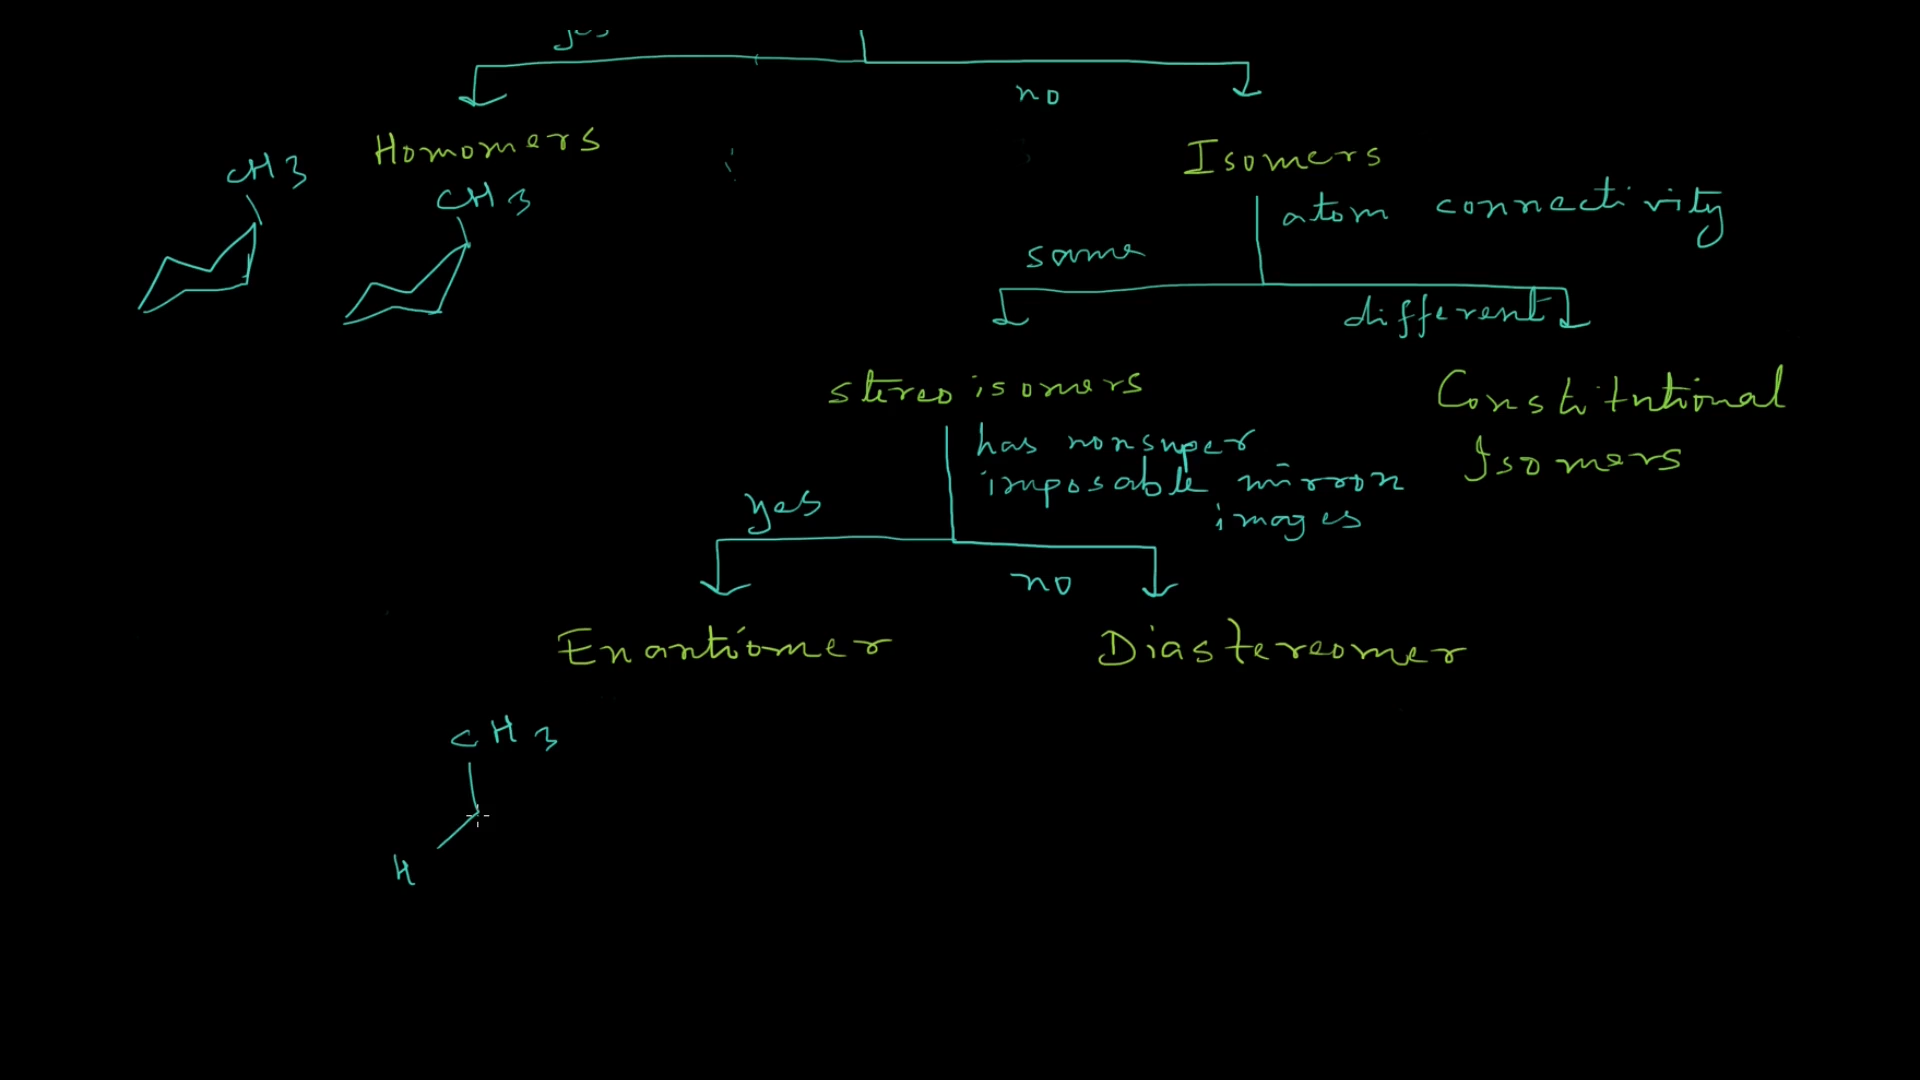 yes
no
Homomers
Isomers
CH3
CH3
atom connectivity
same
different
stereoisomers
Constitutional
Isomers
has nonsuper
imposable mirror
images
yes
no
Enantiomer
Diastereomer
CH3
H